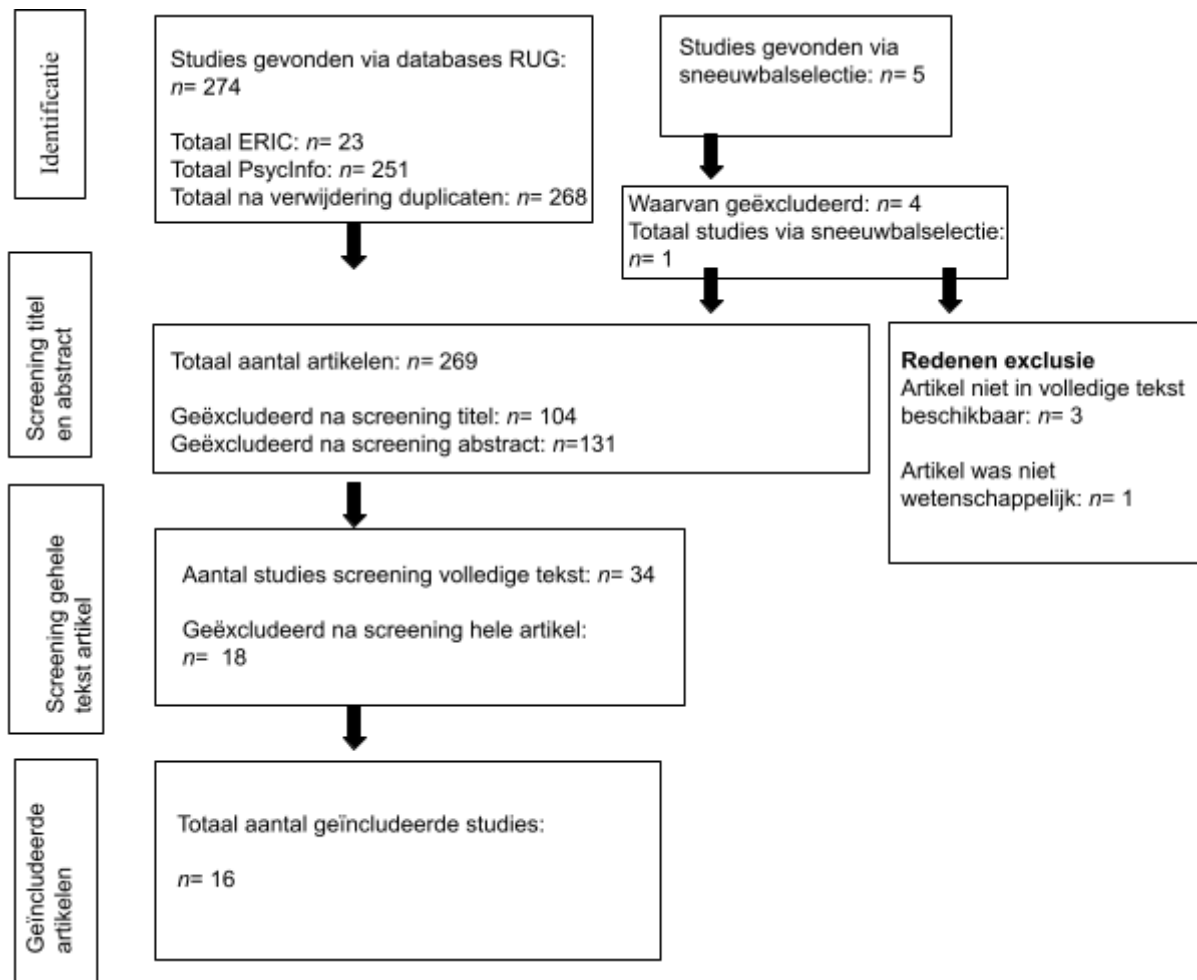 Identificatie
Studies gevonden via databases RUG:
n= 274
Totaal ERIC: n= 23
Totaal PsycInfo: n= 251
Totaal na verwijdering duplicaten: n= 268
Studies gevonden via
sneeuwbalselectie: n= 5
Waarvan geëxcludeerd: n= 4
Totaal studies via sneeuwbalselectie:
n= 1
Screening titel
en abstract
Totaal aantal artikelen: n= 269
Geëxcludeerd na screening titel: n= 104
Geëxcludeerd na screening abstract: n=131
Redenen exclusie
Artikel niet in volledige tekst
beschikbaar: n= 3
Artikel was niet
wetenschappelijk: n= 1
Screening gehele
tekst artikel
Aantal studies screening volledige tekst: n= 34
Geëxcludeerd na screening hele artikel:
n= 18
Geïncludeerde
artikelen
Totaal aantal geïncludeerde studies:
n= 16